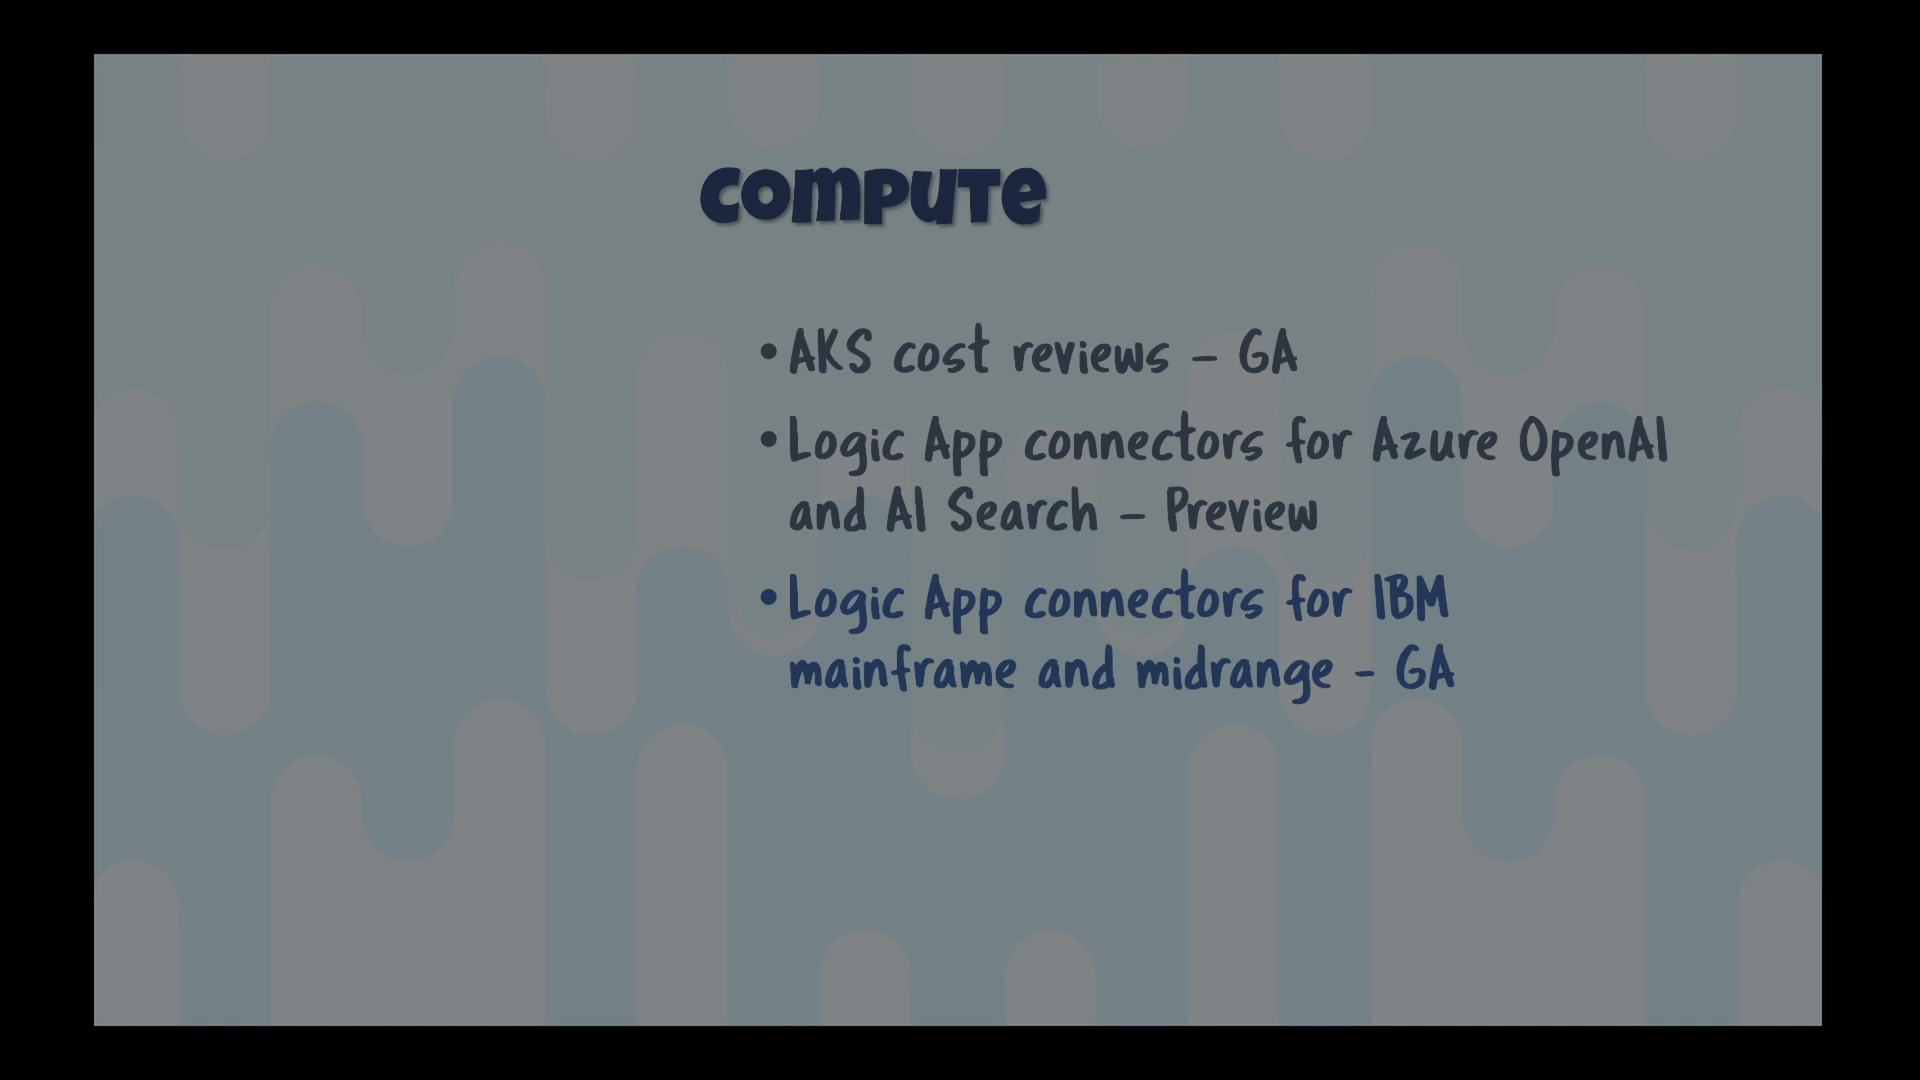 COMPUTE
• AKS cost reviews – GA
• Logic App connectors for Azure OpenAI
and AI Search – Preview
• Logic App connectors for IBM
mainframe and midrange - GA